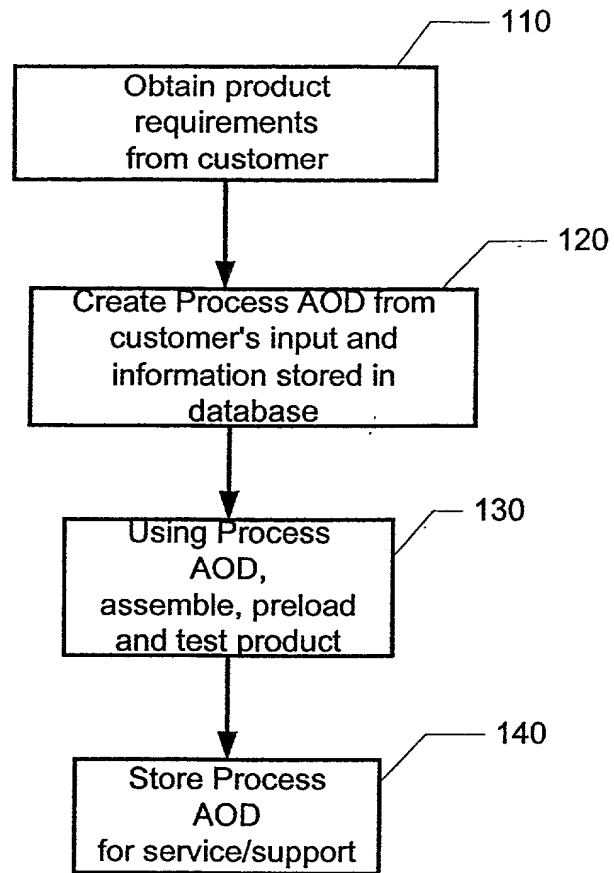 110
Obtain product
requirements
from customer
120
Create Process AOD from
customer's input and
information stored in
database
130
Using Process
AOD,
assemble, preload
and test product
140
Store Process
AOD
for service/support